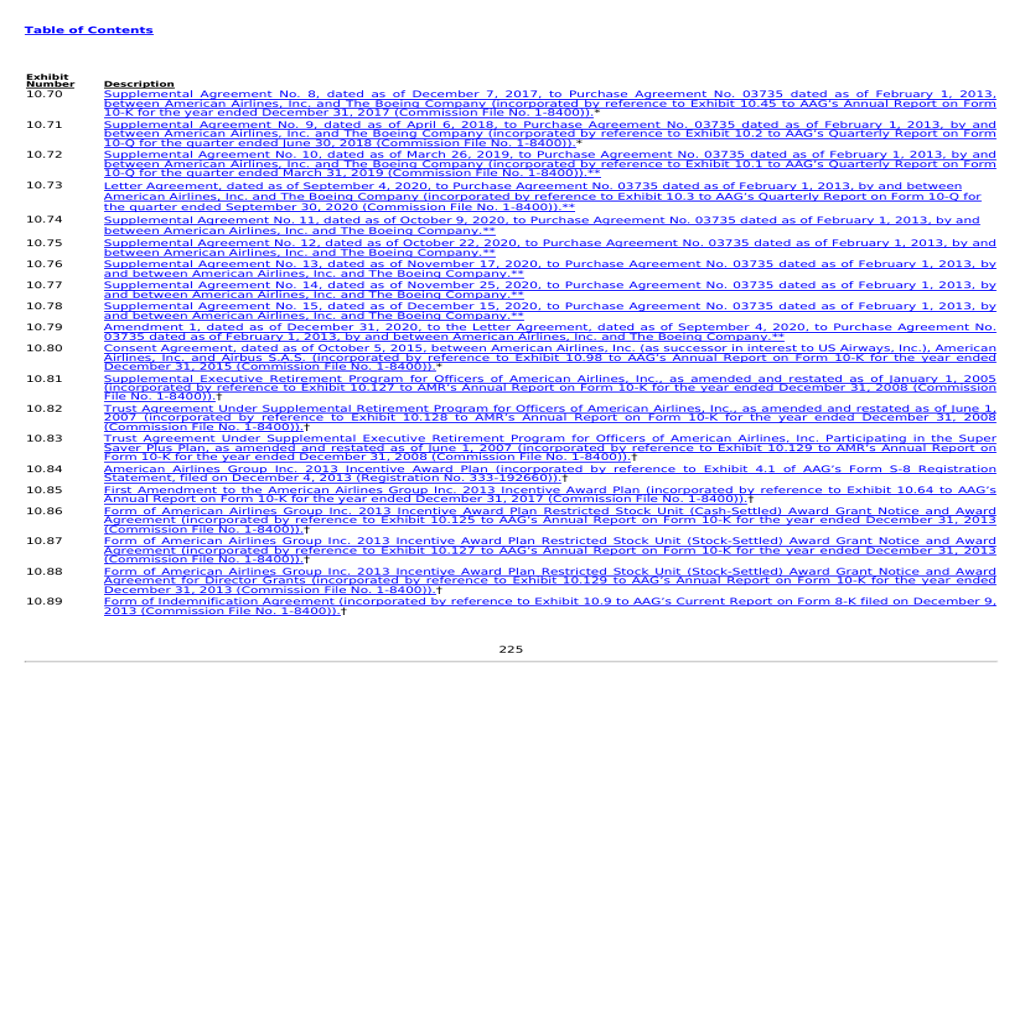 Table of Contents
Exhibit
Number
Description
10.70
Supplemental Agreement No. 8, dated as of December 7, 2017, to Purchase Agreement No. 03735 dated as of February 1, 2013,
between American Airlines, Inc. and The Boeing Company (incorporated by reference to Exhibit 10.45 to AAG’s Annual Report on Form
10-K for the year ended December 31, 2017 (Commission File No. 1-8400)).*
10.71
Supplemental Agreement No. 9, dated as of April 6, 2018, to Purchase Agreement No. 03735 dated as of February 1, 2013, by and
between American Airlines, Inc. and The Boeing Company (incorporated by reference to Exhibit 10.2 to AAG’s Quarterly Report on Form
10-Q for the quarter ended June 30, 2018 (Commission File No. 1-8400)).*
10.72
Supplemental Agreement No. 10, dated as of March 26, 2019, to Purchase Agreement No. 03735 dated as of February 1, 2013, by and
between American Airlines, Inc. and The Boeing Company (incorporated by reference to Exhibit 10.1 to AAG’s Quarterly Report on Form
10-Q for the quarter ended March 31, 2019 (Commission File No. 1-8400)).**
10.73
Letter Agreement, dated as of September 4, 2020, to Purchase Agreement No. 03735 dated as of February 1, 2013, by and between
American Airlines, Inc. and The Boeing Company (incorporated by reference to Exhibit 10.3 to AAG’s Quarterly Report on Form 10-Q for
the quarter ended September 30, 2020 (Commission File No. 1-8400)).**
10.74
Supplemental Agreement No. 11, dated as of October 9, 2020, to Purchase Agreement No. 03735 dated as of February 1, 2013, by and
between American Airlines, Inc. and The Boeing Company.**
10.75
Supplemental Agreement No. 12, dated as of October 22, 2020, to Purchase Agreement No. 03735 dated as of February 1, 2013, by and
between American Airlines, Inc. and The Boeing Company.**
10.76
Supplemental Agreement No. 13, dated as of November 17, 2020, to Purchase Agreement No. 03735 dated as of February 1, 2013, by
and between American Airlines, Inc. and The Boeing Company.**
10.77
Supplemental Agreement No. 14, dated as of November 25, 2020, to Purchase Agreement No. 03735 dated as of February 1, 2013, by
and between American Airlines, Inc. and The Boeing Company.**
10.78
Supplemental Agreement No. 15, dated as of December 15, 2020, to Purchase Agreement No. 03735 dated as of February 1, 2013, by
and between American Airlines, Inc. and The Boeing Company.**
10.79
Amendment 1, dated as of December 31, 2020, to the Letter Agreement, dated as of September 4, 2020, to Purchase Agreement No.
03735 dated as of February 1, 2013, by and between American Airlines, Inc. and The Boeing Company.**
10.80
Consent Agreement, dated as of October 5, 2015, between American Airlines, Inc. (as successor in interest to US Airways, Inc.), American
Airlines, Inc. and Airbus S.A.S. (incorporated by reference to Exhibit 10.98 to AAG’s Annual Report on Form 10-K for the year ended
December 31, 2015 (Commission File No. 1-8400)).*
10.81
Supplemental Executive Retirement Program for Officers of American Airlines, Inc., as amended and restated as of January 1, 2005
(incorporated by reference to Exhibit 10.127 to AMR’s Annual Report on Form 10-K for the year ended December 31, 2008 (Commission
File No. 1-8400)).†
10.82
Trust Agreement Under Supplemental Retirement Program for Officers of American Airlines, Inc., as amended and restated as of June 1,
2007 (incorporated by reference to Exhibit 10.128 to AMR’s Annual Report on Form 10-K for the year ended December 31, 2008
(Commission File No. 1-8400)).†
10.83
Trust Agreement Under Supplemental Executive Retirement Program for Officers of American Airlines, Inc. Participating in the Super
Saver Plus Plan, as amended and restated as of June 1, 2007 (incorporated by reference to Exhibit 10.129 to AMR’s Annual Report on
Form 10-K for the year ended December 31, 2008 (Commission File No. 1-8400)).†
10.84
American Airlines Group Inc. 2013 Incentive Award Plan (incorporated by reference to Exhibit 4.1 of AAG’s Form S-8 Registration
Statement, filed on December 4, 2013 (Registration No. 333-192660)).†
10.85
First Amendment to the American Airlines Group Inc. 2013 Incentive Award Plan (incorporated by reference to Exhibit 10.64 to AAG’s
Annual Report on Form 10-K for the year ended December 31, 2017 (Commission File No. 1-8400)).†
10.86
Form of American Airlines Group Inc. 2013 Incentive Award Plan Restricted Stock Unit (Cash-Settled) Award Grant Notice and Award
Agreement (incorporated by reference to Exhibit 10.125 to AAG’s Annual Report on Form 10-K for the year ended December 31, 2013
(Commission File No. 1-8400)).†
10.87
Form of American Airlines Group Inc. 2013 Incentive Award Plan Restricted Stock Unit (Stock-Settled) Award Grant Notice and Award
Agreement (incorporated by reference to Exhibit 10.127 to AAG’s Annual Report on Form 10-K for the year ended December 31, 2013
(Commission File No. 1-8400)).†
10.88
Form of American Airlines Group Inc. 2013 Incentive Award Plan Restricted Stock Unit (Stock-Settled) Award Grant Notice and Award
Agreement for Director Grants (incorporated by reference to Exhibit 10.129 to AAG’s Annual Report on Form 10-K for the year ended
December 31, 2013 (Commission File No. 1-8400)).†
10.89
Form of Indemnification Agreement (incorporated by reference to Exhibit 10.9 to AAG’s Current Report on Form 8-K filed on December 9,
2013 (Commission File No. 1-8400)).†
225